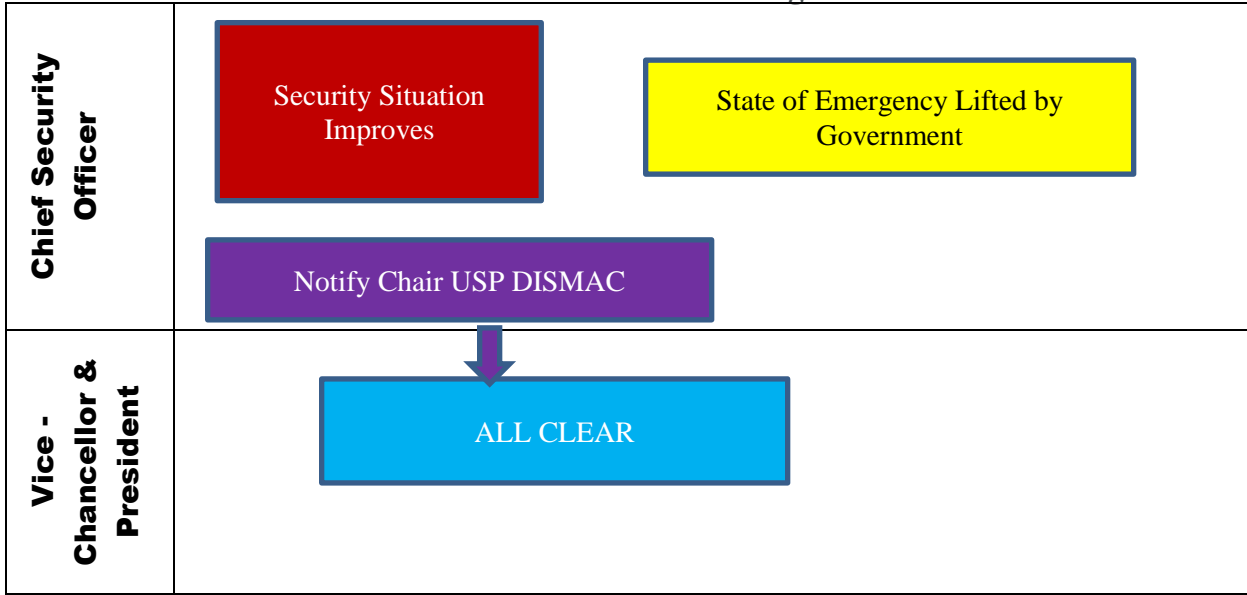 Chief Security
Officer
Security Situation
Improves
State of Emergency Lifted by
Government
Notify Chair USP DISMAC
Vice -
Chancellor &
President
ALL CLEAR